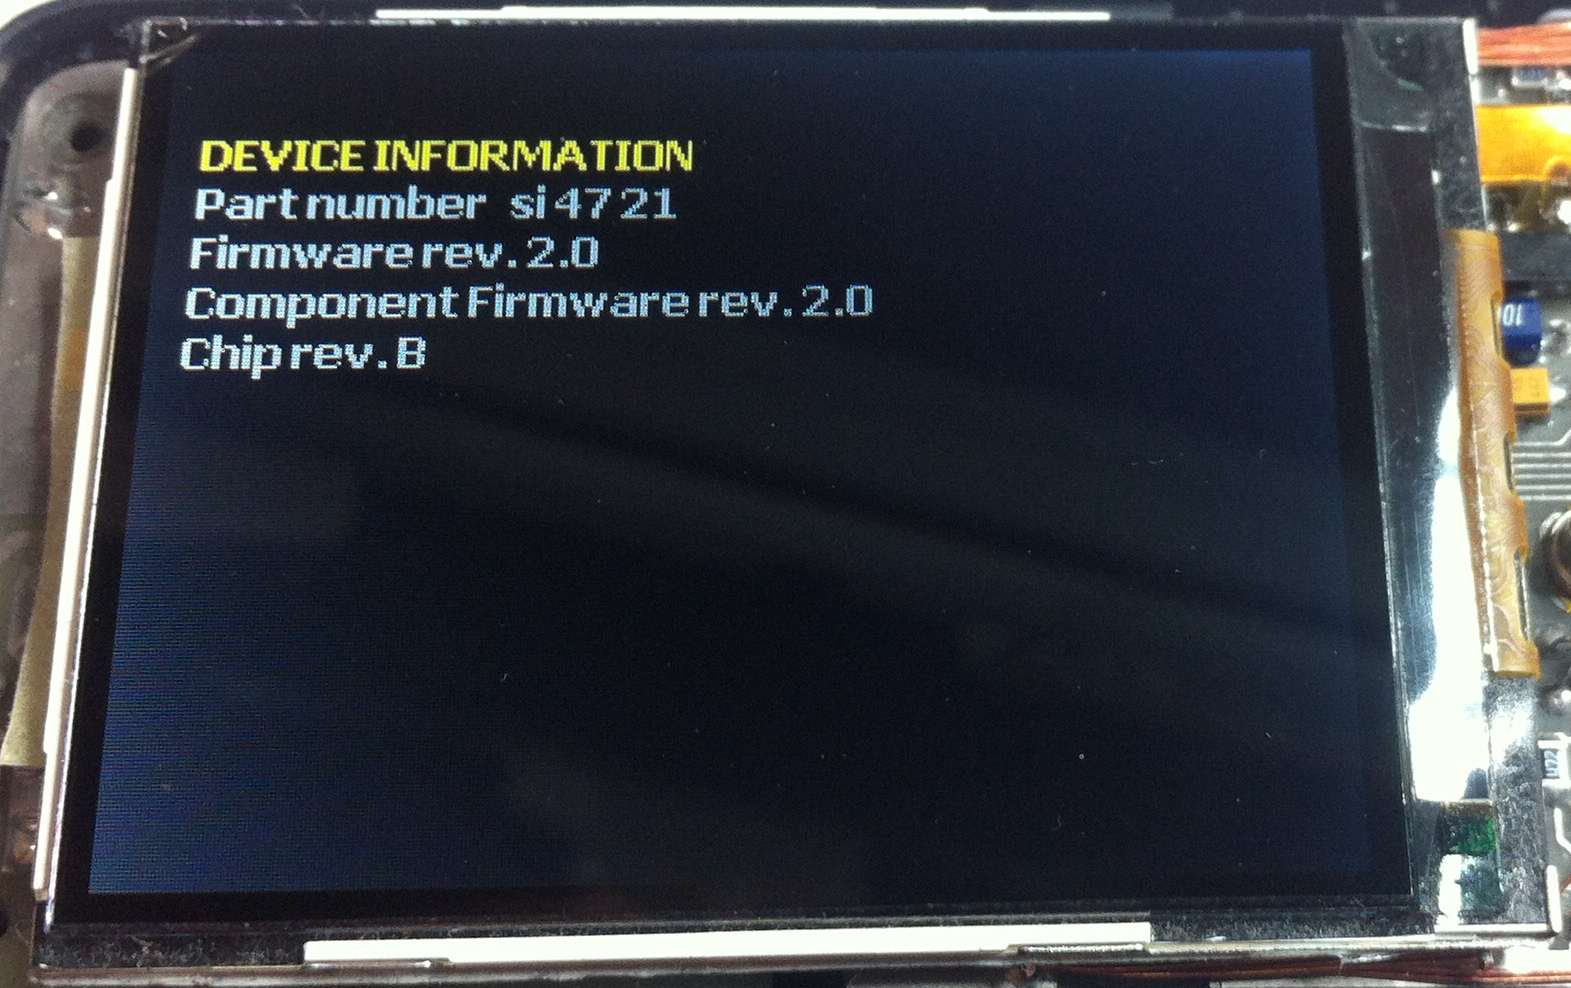 DEVICE INFORMATION
Part number si4721
Firmware rev. 2.0
Component Firmware rev. 2.0
Chip rev. B